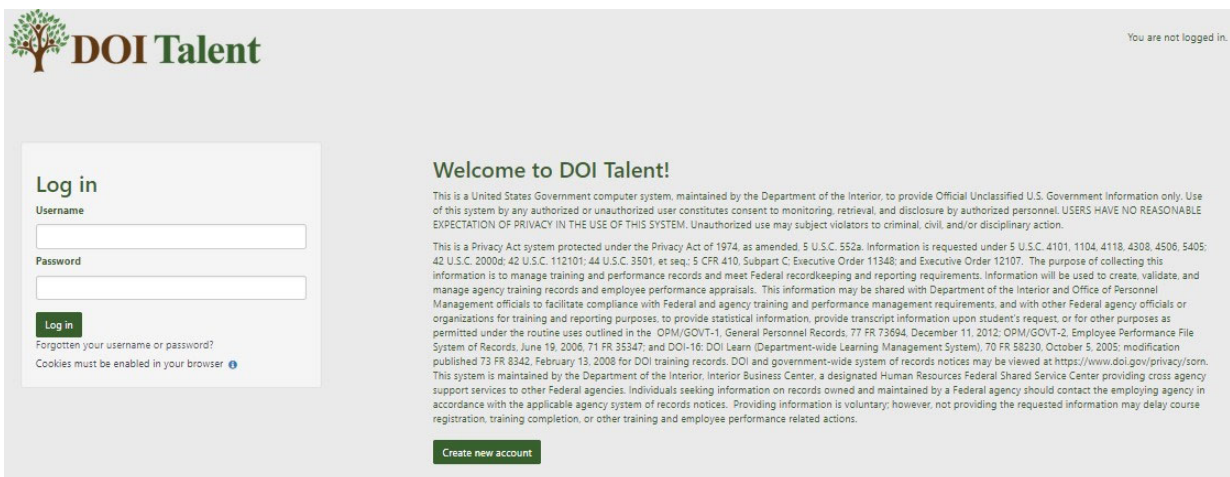 DOI Talent
You are not logged in.
Log in
Username
Password
Log in
Forgotten your username or password?
Cookies must be enabled in your browser
Welcome to DOI Talent!
This is a United States Government computer system, maintained by the Department of the Interior, to provide Official Unclassified U.S. Government Information only. Use
of this system by any authorized or unauthorized user constitutes consent to monitoring, retrieval, and disclosure by authorized personnel. USERS HAVE NO REASONABLE
EXPECTATION OF PRIVACY IN THE USE OF THIS SYSTEM. Unauthorized use may subject violators to criminal, civil, and/or disciplinary action.
This is a Privacy Act system protected under the Privacy Act of 1974, as amended, 5 U.S.C. 552a. Information is requested under 5 U.S.C. 4101, 1104, 4118, 4308, 4506, 5405;
42 U.S.C. 2000d; 42 U.S.C. 112101; 44 U.S.C. 3501, et seq.; 5 CFR 410, Subpart C; Executive Order 11348; and Executive Order 12107. The purpose of collecting this
information is to manage training and performance records and meet Federal recordkeeping and reporting requirements. Information will be used to create, validate, and
manage agency training records and employee performance appraisals. This information may be shared with Department of the Interior and Office of Personnel
Management officials to facilitate compliance with Federal and agency training and performance management requirements, and with other Federal agency officials or
organizations for training and reporting purposes, to provide statistical information, provide transcript information upon student's request, or for other purposes as
permitted under the routine uses outlined in the OPM/GOVT-1, General Personnel Records, 77 FR 73694, December 11, 2012; OPM/GOVT-2, Employee Performance File
System of Records, June 19, 2006, 71 FR 35347; and DOI-16: DOI Learn (Department-wide Learning Management System), 70 FR 58230, October 5, 2005; modification
published 73 FR 8342, February 13, 2008 for DOI training records. DOI and government-wide system of records notices may be viewed at https://www.doi.gov/privacy/sorn.
This system is maintained by the Department of the Interior, Interior Business Center, a designated Human Resources Federal Shared Service Center providing cross agency
support services to other Federal agencies. Individuals seeking information on records owned and maintained by a Federal agency should contact the employing agency in
accordance with the applicable agency system of records notices. Providing information is voluntary; however, not providing the requested information may delay course
registration, training completion, or other training and employee performance related actions.
Create new account